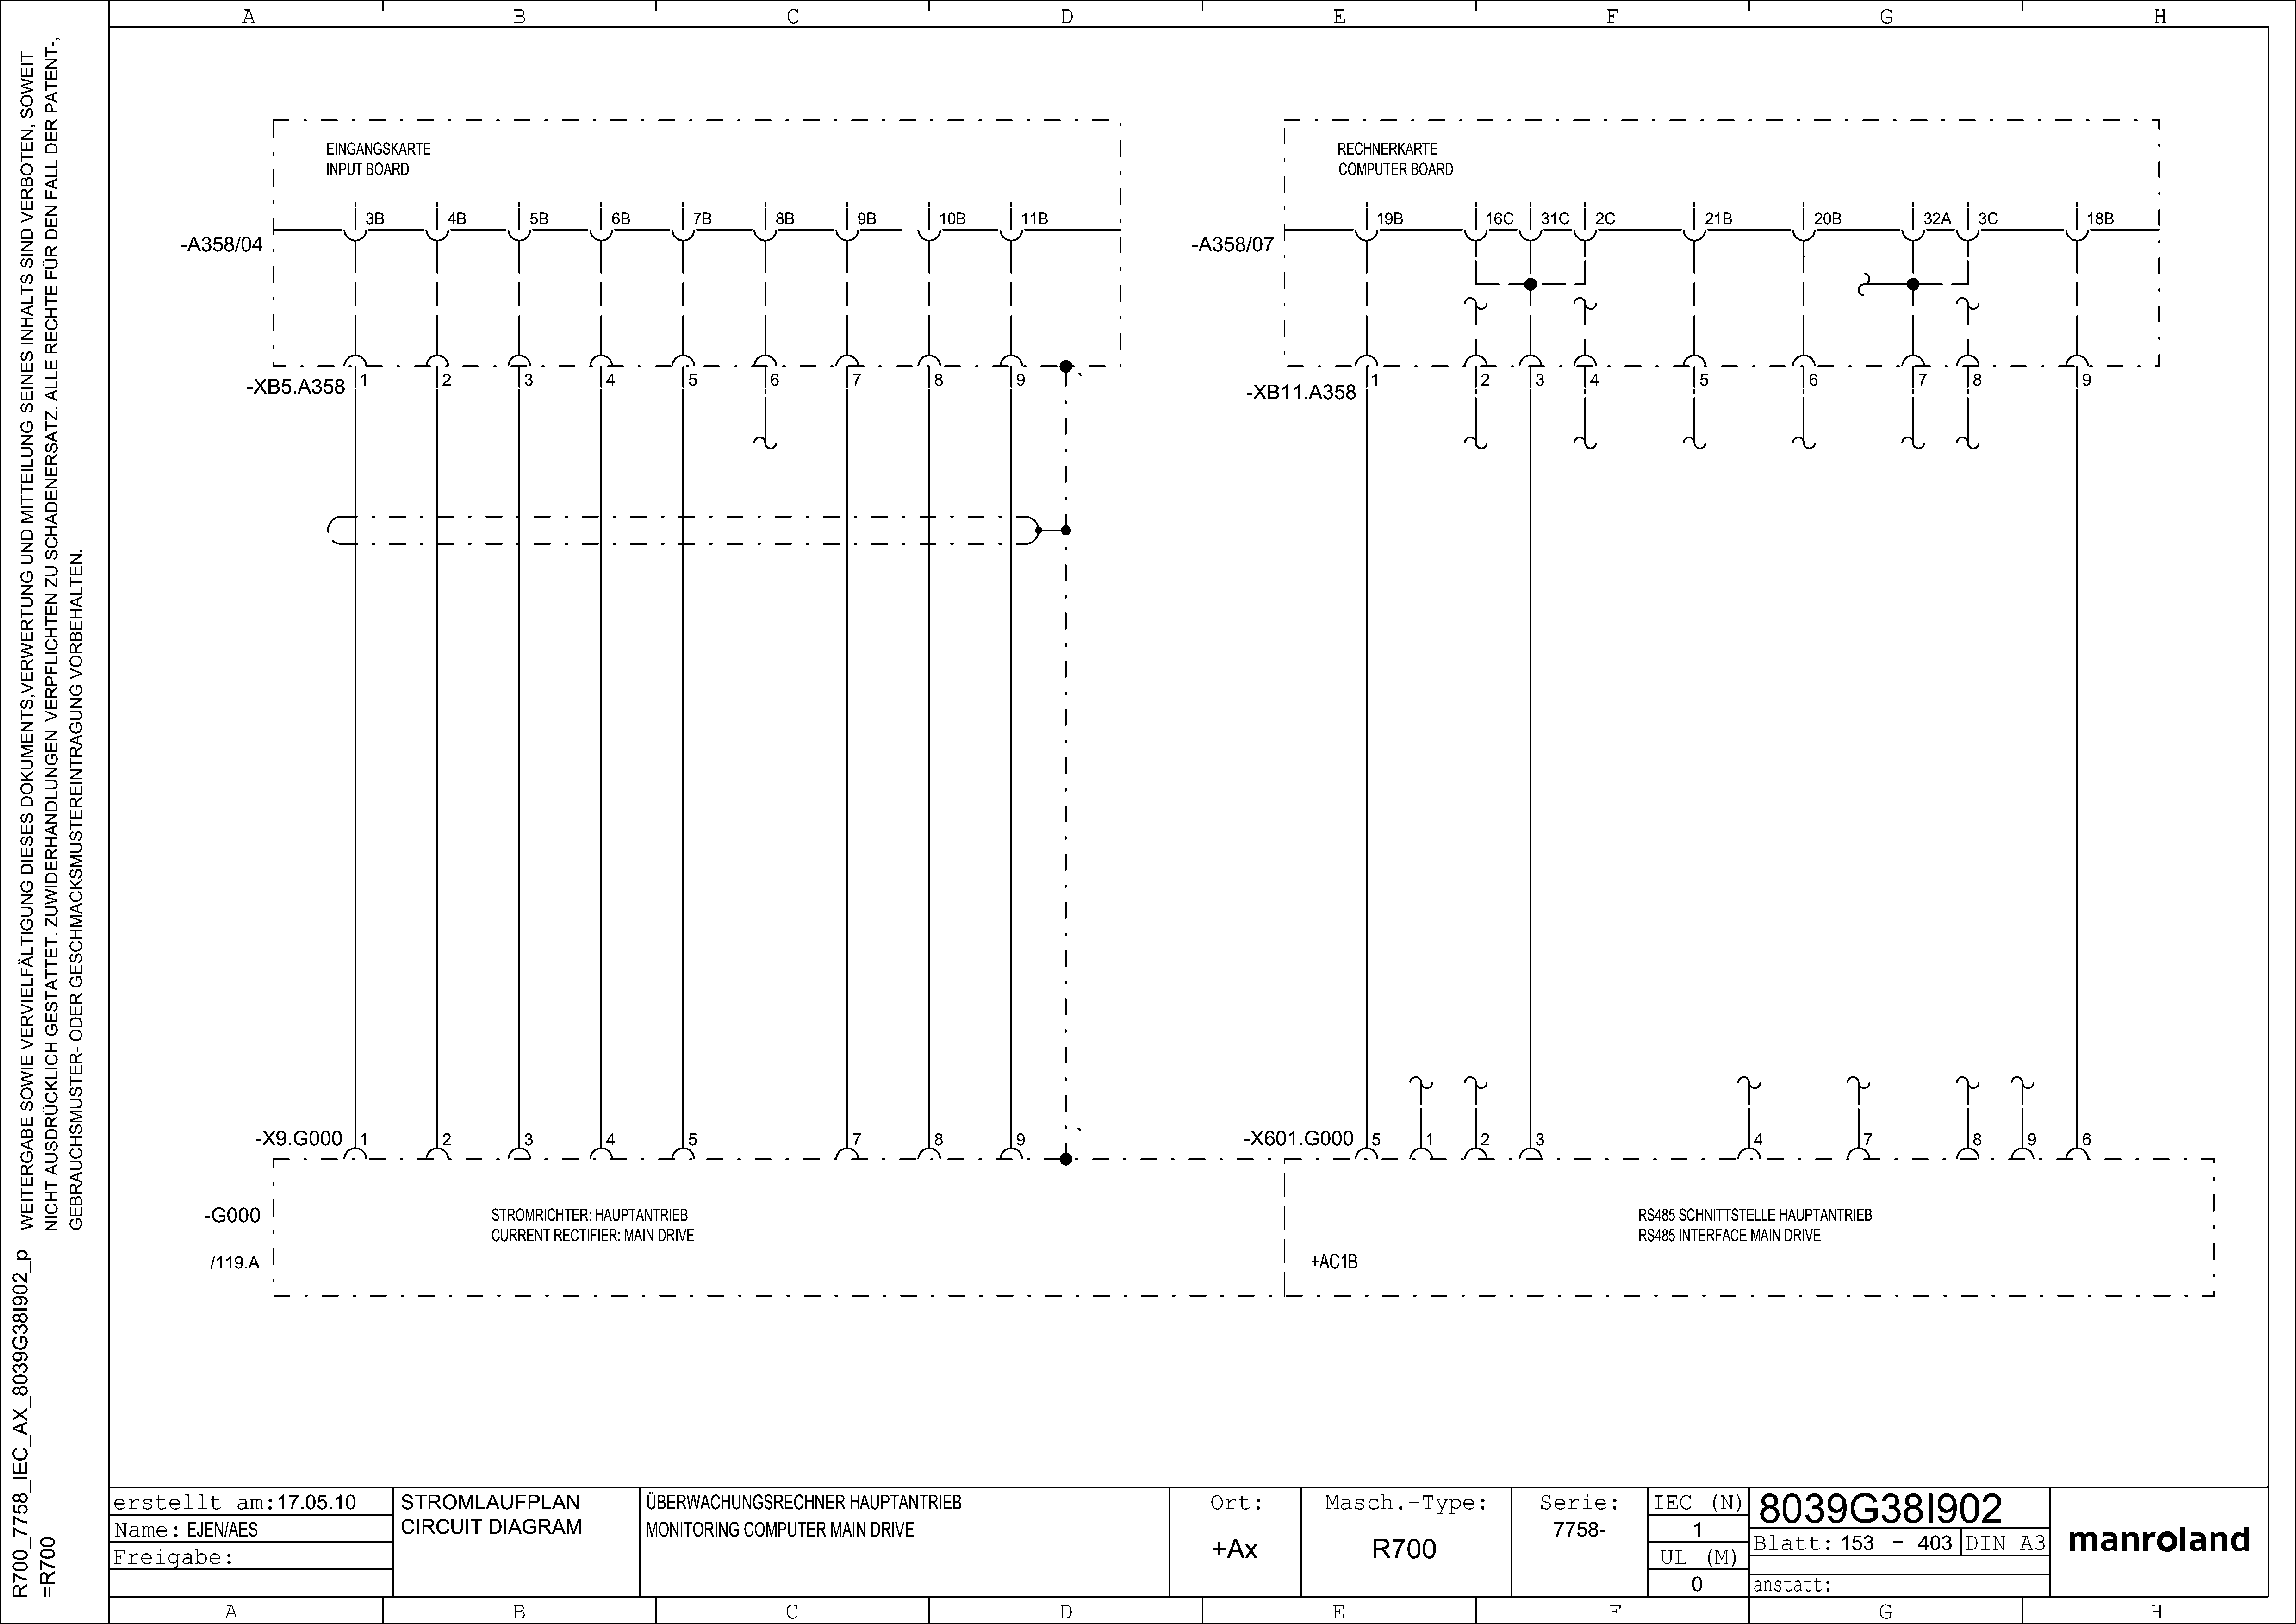 A B C D E F G H
WEITERGABE SOWIE VERVIELFÄLTIGUNG DIESES DOKUMENTS,VERWERTUNG UND MITTEILUNG SEINES INHALTS SIND VERBOTEN, SOWEIT
NICHT AUSDRÜCKLICH GESTATTET. ZUWIDERHANDLUNGEN VERPFLICHTEN ZU SCHADENERSATZ. ALLE RECHTE FÜR DEN FALL DER PATENT-,
GEBRAUCHSMUSTER- ODER GESCHMACKSMUSTEREINTRAGUNG VORBEHALTEN.
R700_7758_IEC_AX_8039G38I902_p
=R700
EINGANGSKARTE
INPUT BOARD
3B 4B 5B 6B 7B 8B 9B 10B 11B
-A358/04
-XB5.A358 1 2 3 4 5 6 7 8 9
RECHNERKARTE
COMPUTER BOARD
19B 16C 31C 2C 21B 20B 32A 3C 18B
-A358/07
-XB11.A358 1 2 3 4 5 6 7 8 9
-X9.G000 1 2 3 4 5 7 8 9
-X601.G000 5 1 2 3 4 7 8 9 6
-G000
/119.A
STROMRICHTER: HAUPTANTRIEB
CURRENT RECTIFIER: MAIN DRIVE
+AC1B
RS485 SCHNITTSTELLE HAUPTANTRIEB
RS485 INTERFACE MAIN DRIVE
erstellt am:17.05.10
Name: EJEN/AES
Freigabe:
STROMLAUFPLAN
CIRCUIT DIAGRAM
ÜBERWACHUNGSRECHNER HAUPTANTRIEB
MONITORING COMPUTER MAIN DRIVE
Ort:
+Ax
Masch.-Type:
R700
Serie:
7758-
IEC (N)
1
UL (M)
0
8039G38I902
Blatt: 153 - 403 DIN A3
anstatt:
manroland
A B C D E F G H